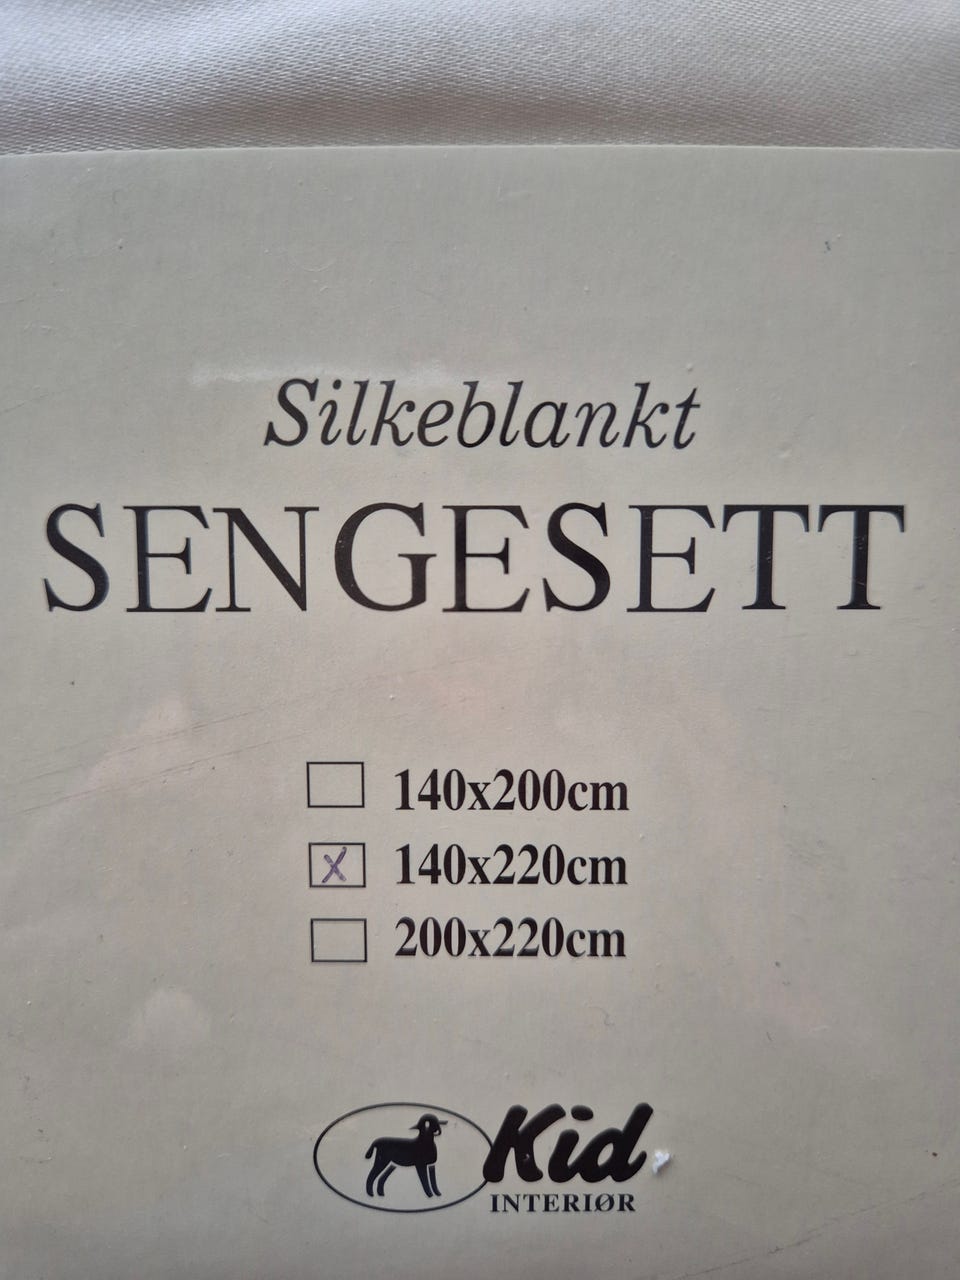 Silkeblankt
SENGESETT
140x200cm
X 140x220cm
200x220cm
Kid
INTERIØR